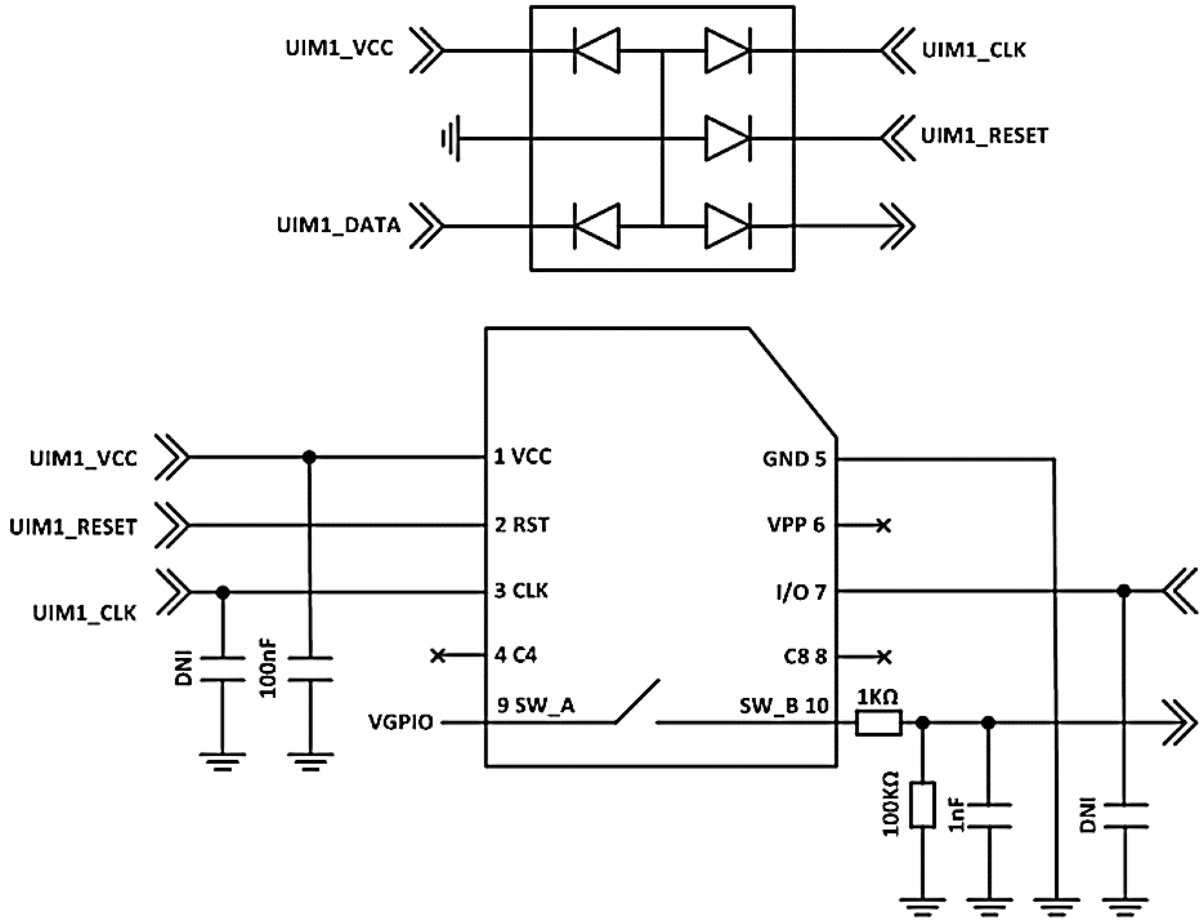 UIM1_VCC
UIM1_CLK
UIM1_RESET
UIM1_DATA
UIM1_VCC
1 VCC
GND 5
UIM1_RESET
2 RST
VPP 6
UIM1_CLK
3 CLK
I/O 7
DNI
100nF
4 C4
C8 8
VGPIO
9 SW_A
SW_B 10
1KΩ
100KΩ
1nF
DNI